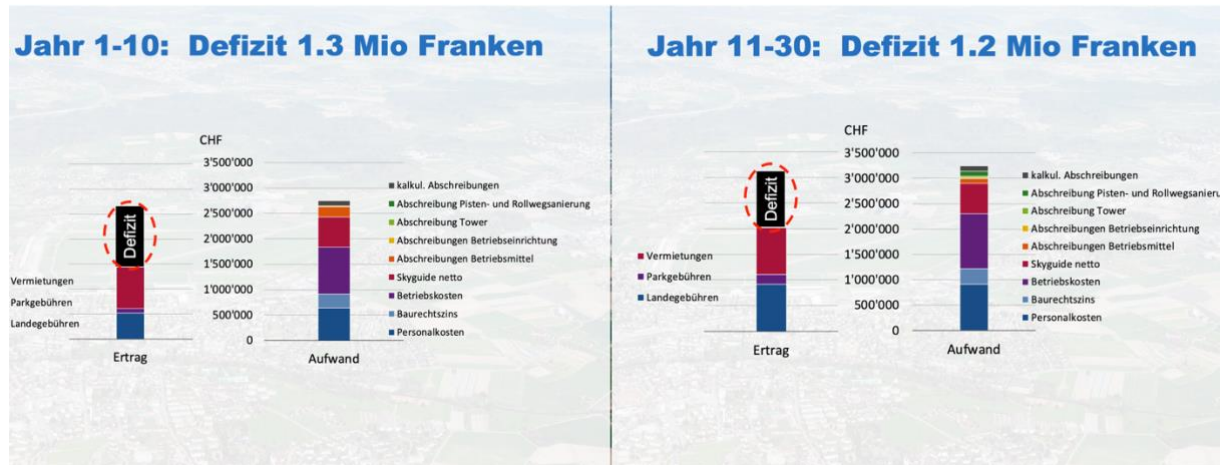 Jahr 1-10: Defizit 1.3 Mio Franken
CHF
3'500'000
3'000'000
2'500'000
2'000'000
1'500'000
1'000'000
500'000
0
Defizit
Vermietungen
Parkgebühren
Landegebühren
Ertrag
Aufwand
kalkul. Abschreibungen
Abschreibung Pisten- und Rollwegsanierung
Abschreibung Tower
Abschreibungen Betriebseinrichtung
Abschreibungen Betriebsmittel
Skyguide netto
Betriebskosten
Baurechtszins
Personalkosten
Jahr 11-30: Defizit 1.2 Mio Franken
CHF
3'500'000
3'000'000
2'500'000
2'000'000
1'500'000
1'000'000
500'000
0
Defizit
Vermietungen
Parkgebühren
Landegebühren
Ertrag
Aufwand
kalkul. Abschreibungen
Abschreibung Pisten- und Rollwegsanieru
Abschreibung Tower
Abschreibungen Betriebseinrichtung
Abschreibungen Betriebsmittel
Skyguide netto
Betriebskosten
Baurechtszins
Personalkosten